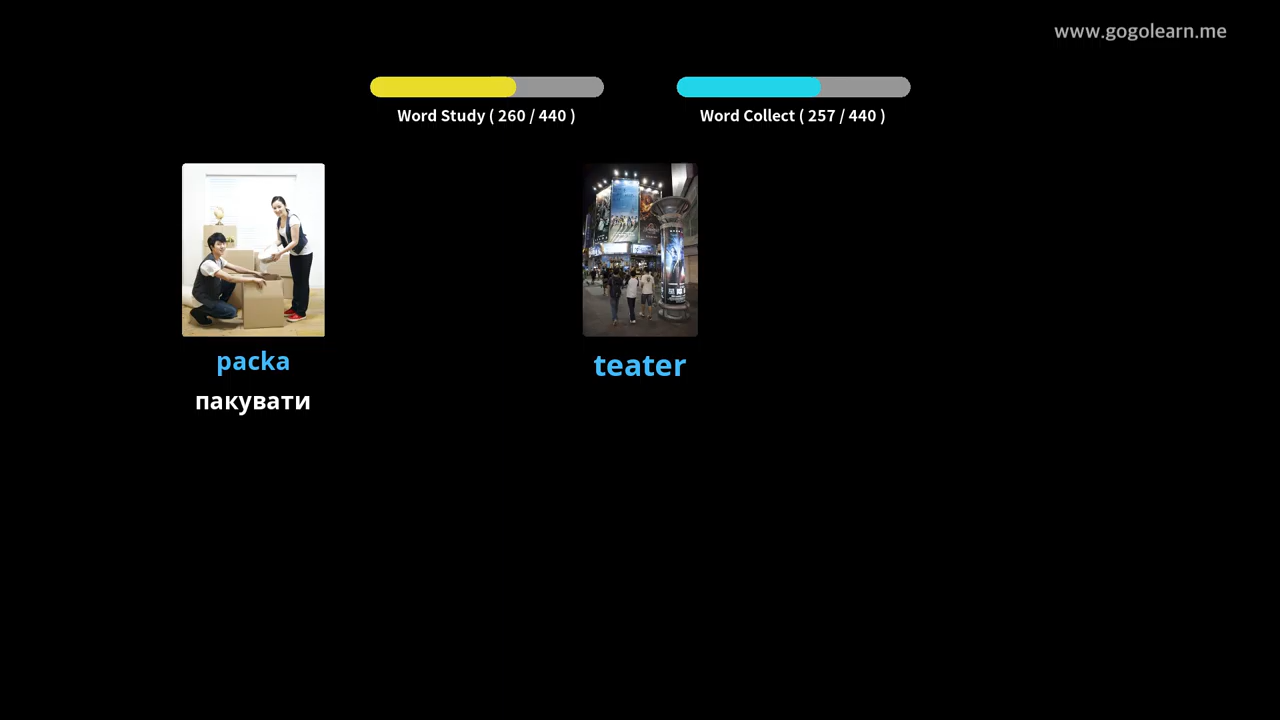 www.gogolearn.me
Word Study ( 260 / 440 )
Word Collect ( 257 / 440 )
packa
пакувати
teater